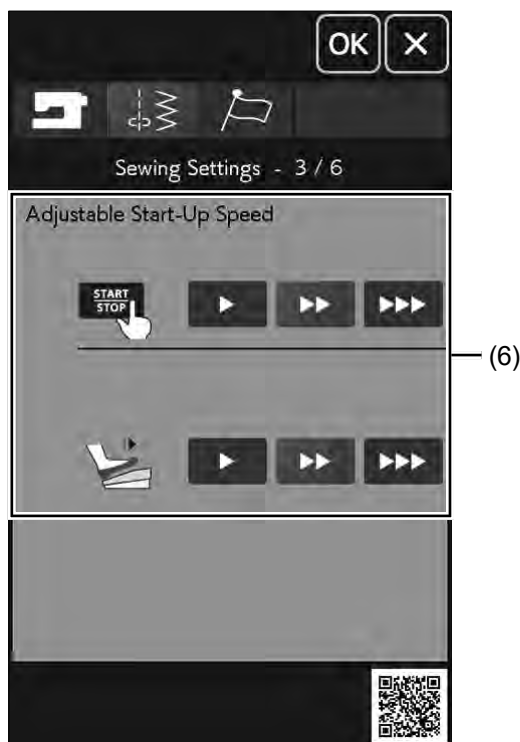 OK
Sewing Settings - 3 / 6
Adjustable Start-Up Speed
START
STOP
(6)